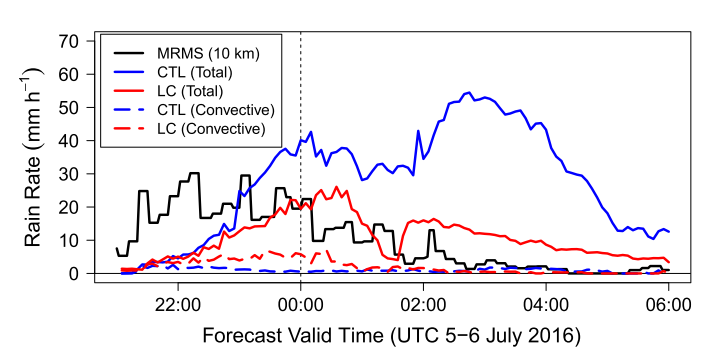 Rain Rate (mm h⁻¹)
70
60
50
40
30
20
10
0
MRMS (10 km)
CTL (Total)
LC (Total)
CTL (Convective)
LC (Convective)
22:00 00:00 02:00 04:00 06:00
Forecast Valid Time (UTC 5−6 July 2016)